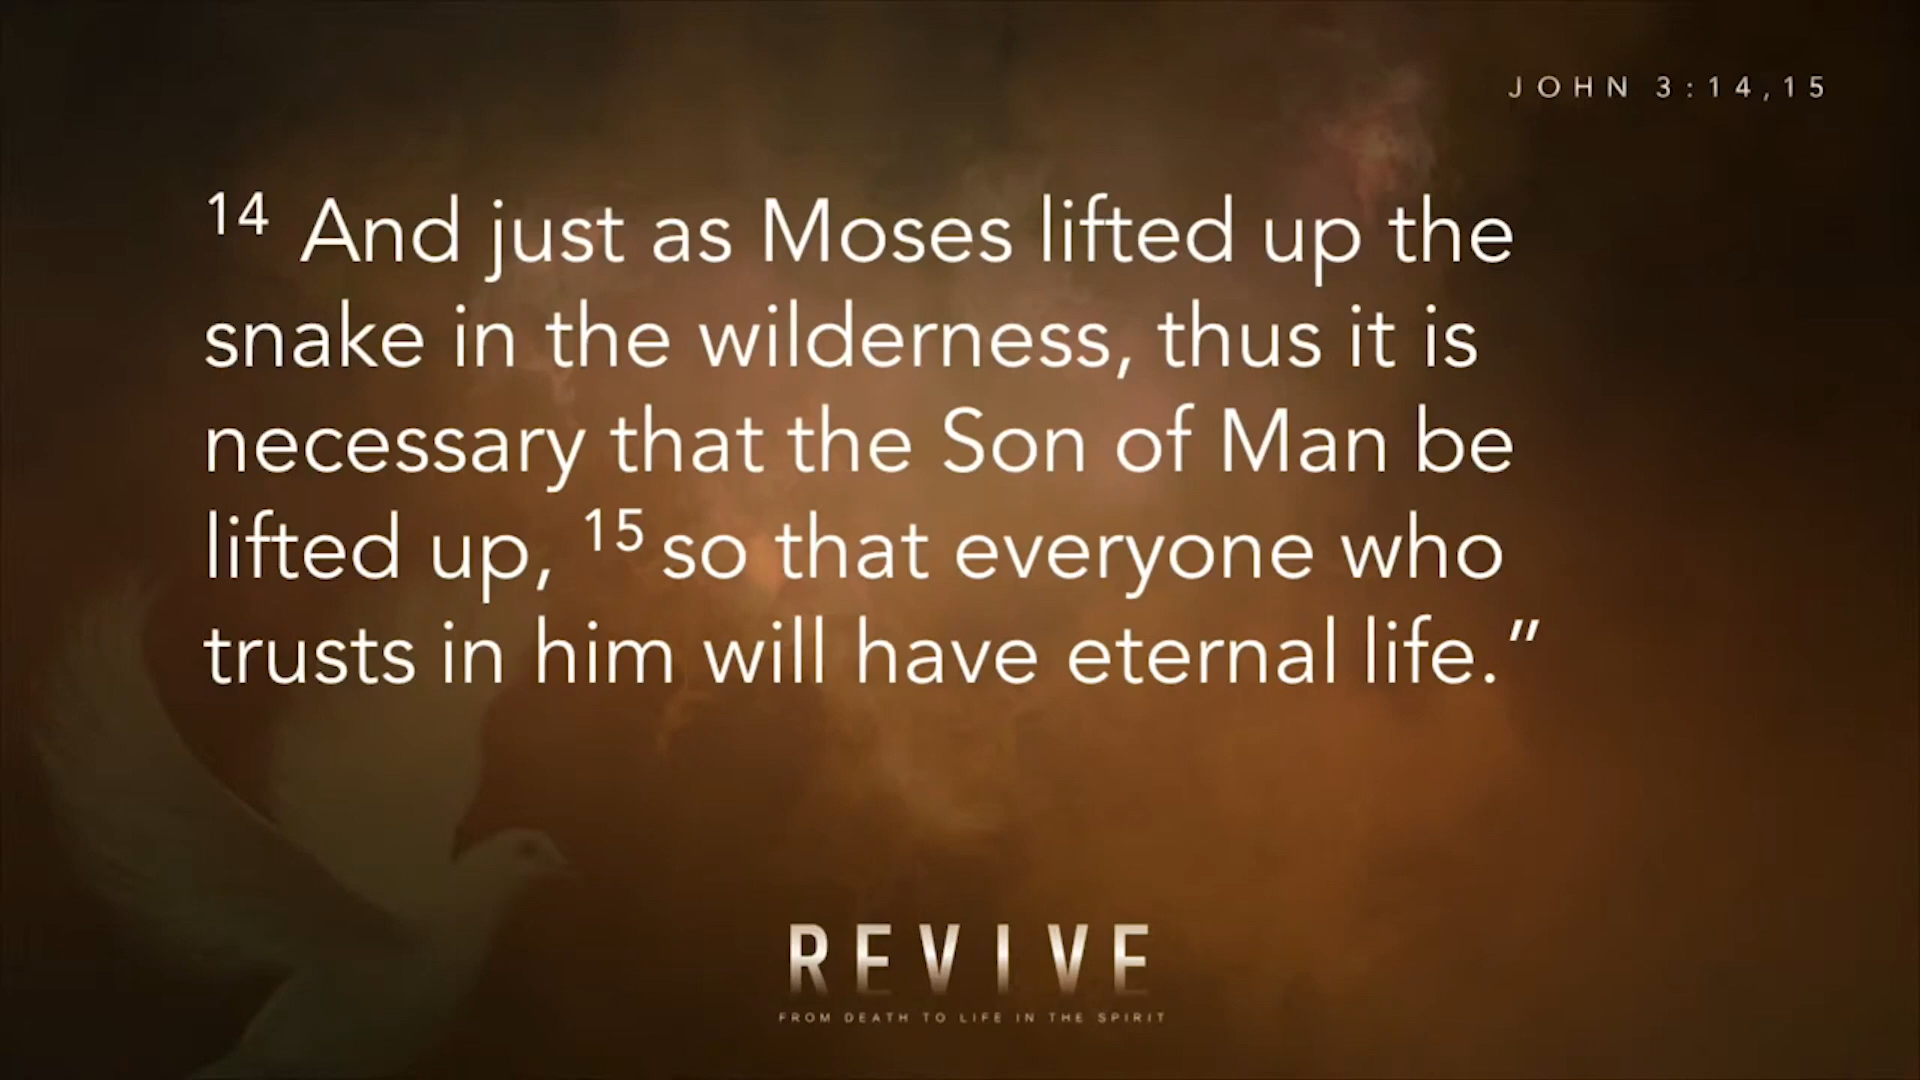 JOHN 3:14,15
14 And just as Moses lifted up the
snake in the wilderness, thus it is
necessary that the Son of Man be
lifted up, 15 so that everyone who
trusts in him will have eternal life.”
REVIVE
FROM DEATH TO LIFE IN THE SPIRIT